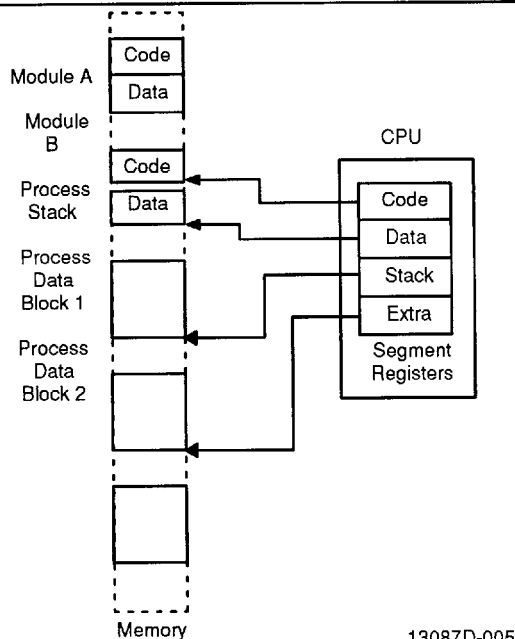 Module A
Code
Data
Module
B
Code
Data
Process
Stack
Process
Data
Block 1
Process
Data
Block 2
Memory
CPU
Code
Data
Stack
Extra
Segment
Registers
13087D-005